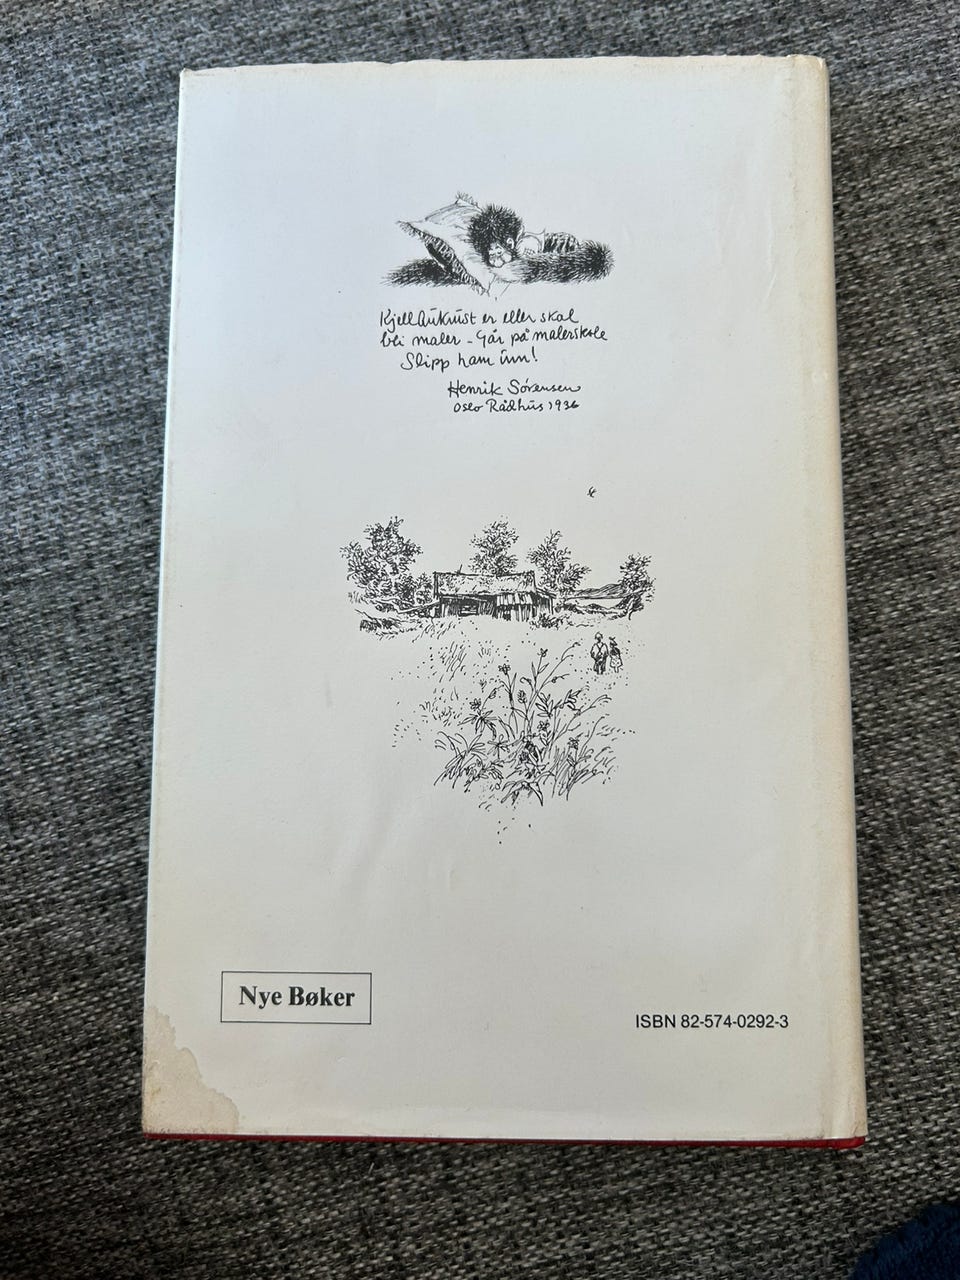 Kjell Aukrust er eller skal
bli maler - Går på malerskole
Slipp ham inn!
Henrik Sørensen
Oslo Rådhus 1936
Nye Bøker
ISBN 82-574-0292-3